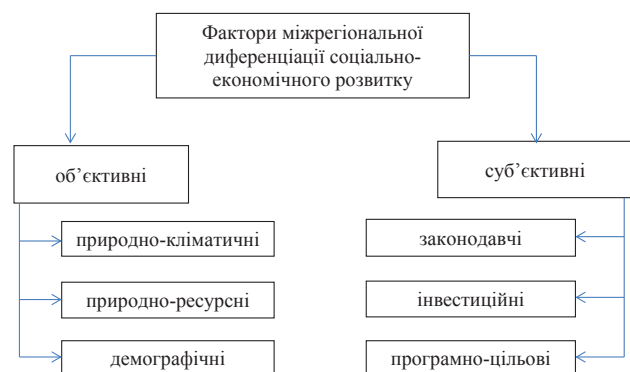 Фактори міжрегіональної
диференціації соціально-
економічного розвитку
об’єктивні
суб’єктивні
природно-кліматичні
законодавчі
природно-ресурсні
інвестиційні
демографічні
програмно-цільові